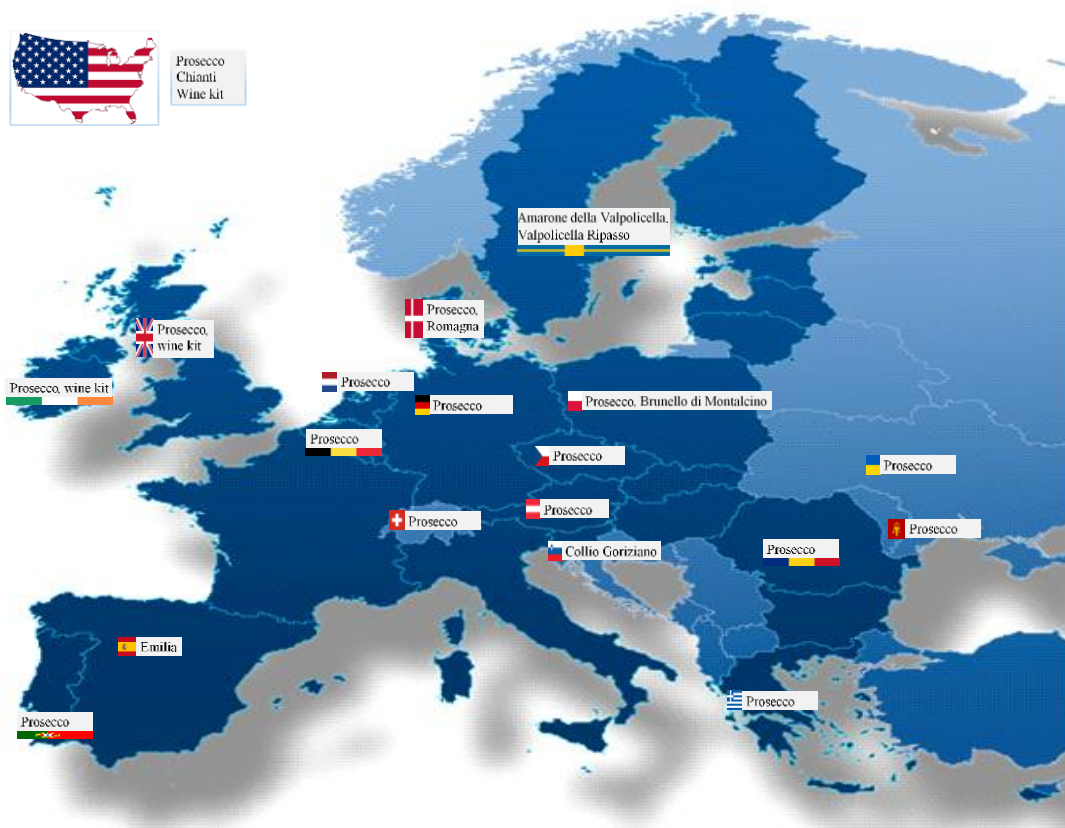 Prosecco
Chianti
Wine kit
Amarone della Valpolicella,
Valpolicella Ripasso
Prosecco,
Romagna
Prosecco,
wine kit
Prosecco, wine kit
Prosecco
Prosecco
Prosecco, Brunello di Montalcino
Prosecco
Prosecco
Prosecco
Prosecco
Prosecco
Prosecco
Collio Goriziano
Prosecco
Emilia
Prosecco
Prosecco